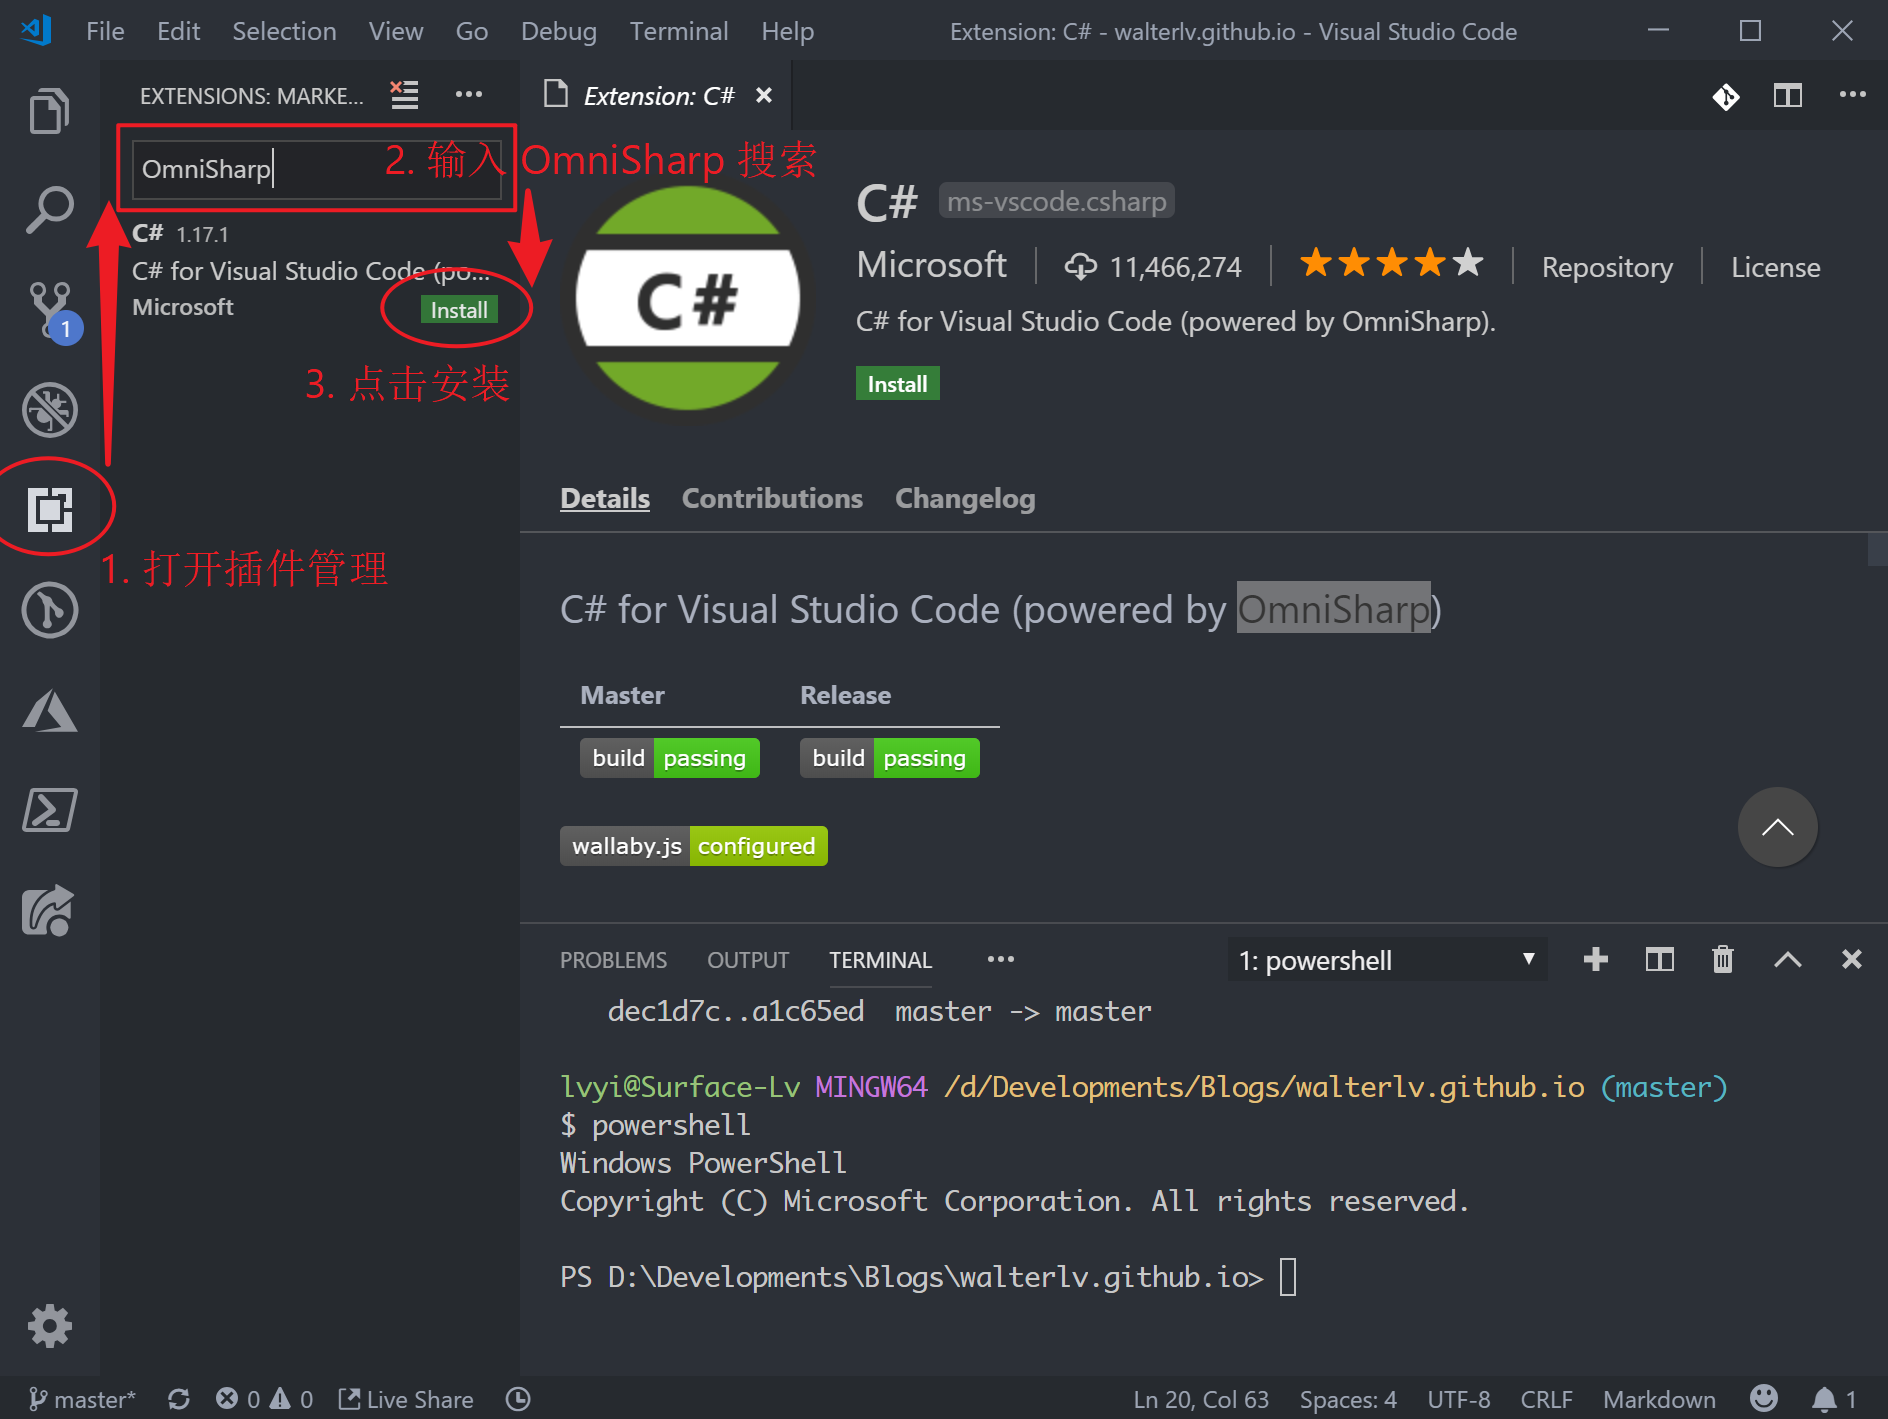 File Edit Selection View Go Debug Terminal Help
Extension: C# - walterlv.github.io - Visual Studio Code
EXTENSIONS: MARKE...
Extension: C#
OmniSharp
2. 输入 OmniSharp 搜索
C# 1.17.1
C# for Visual Studio Code (po...
Microsoft
Install
3. 点击安装
1
1. 打开插件管理
C#
C# ms-vscode.csharp
Microsoft 11,466,274 Repository License
C# for Visual Studio Code (powered by OmniSharp).
Install
Details Contributions Changelog
C# for Visual Studio Code (powered by OmniSharp)
Master Release
build passing build passing
wallaby.js configured
PROBLEMS OUTPUT TERMINAL 1: powershell
dec1d7c..a1c65ed master -> master
lvyi@Surface-Lv MINGW64 /d/Developments/Blogs/walterlv.github.io (master)
$ powershell
Windows PowerShell
Copyright (C) Microsoft Corporation. All rights reserved.
PS D:\Developments\Blogs\walterlv.github.io>
master* 0 0 Live Share Ln 20, Col 63 Spaces: 4 UTF-8 CRLF Markdown 1